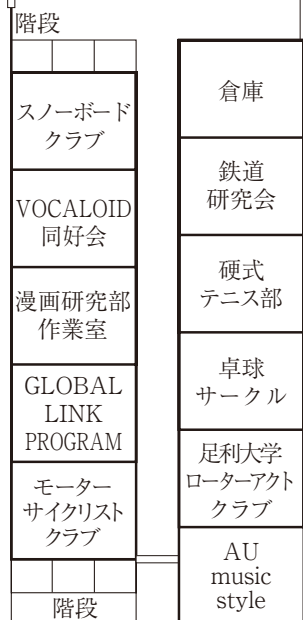 階段
スノーボード
クラブ
VOCALOID
同好会
漫画研究部
作業室
GLOBAL
LINK
PROGRAM
モーター
サイクリスト
クラブ
階段
倉庫
鉄道
研究会
硬式
テニス部
卓球
サークル
足利大学
ローターアクト
クラブ
AU
music
style